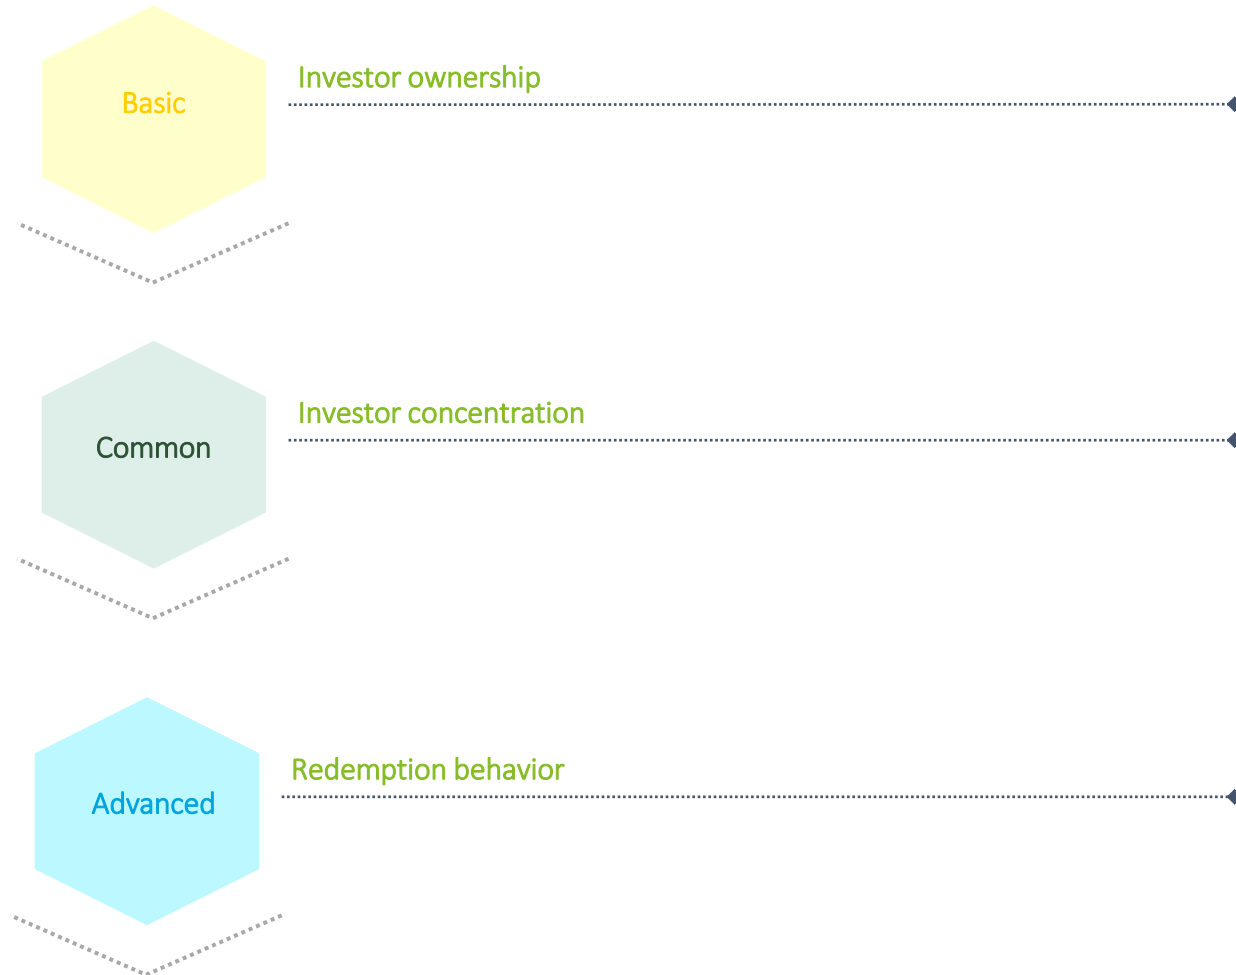 Investor ownership
Basic
Investor concentration
Common
Redemption behavior
Advanced